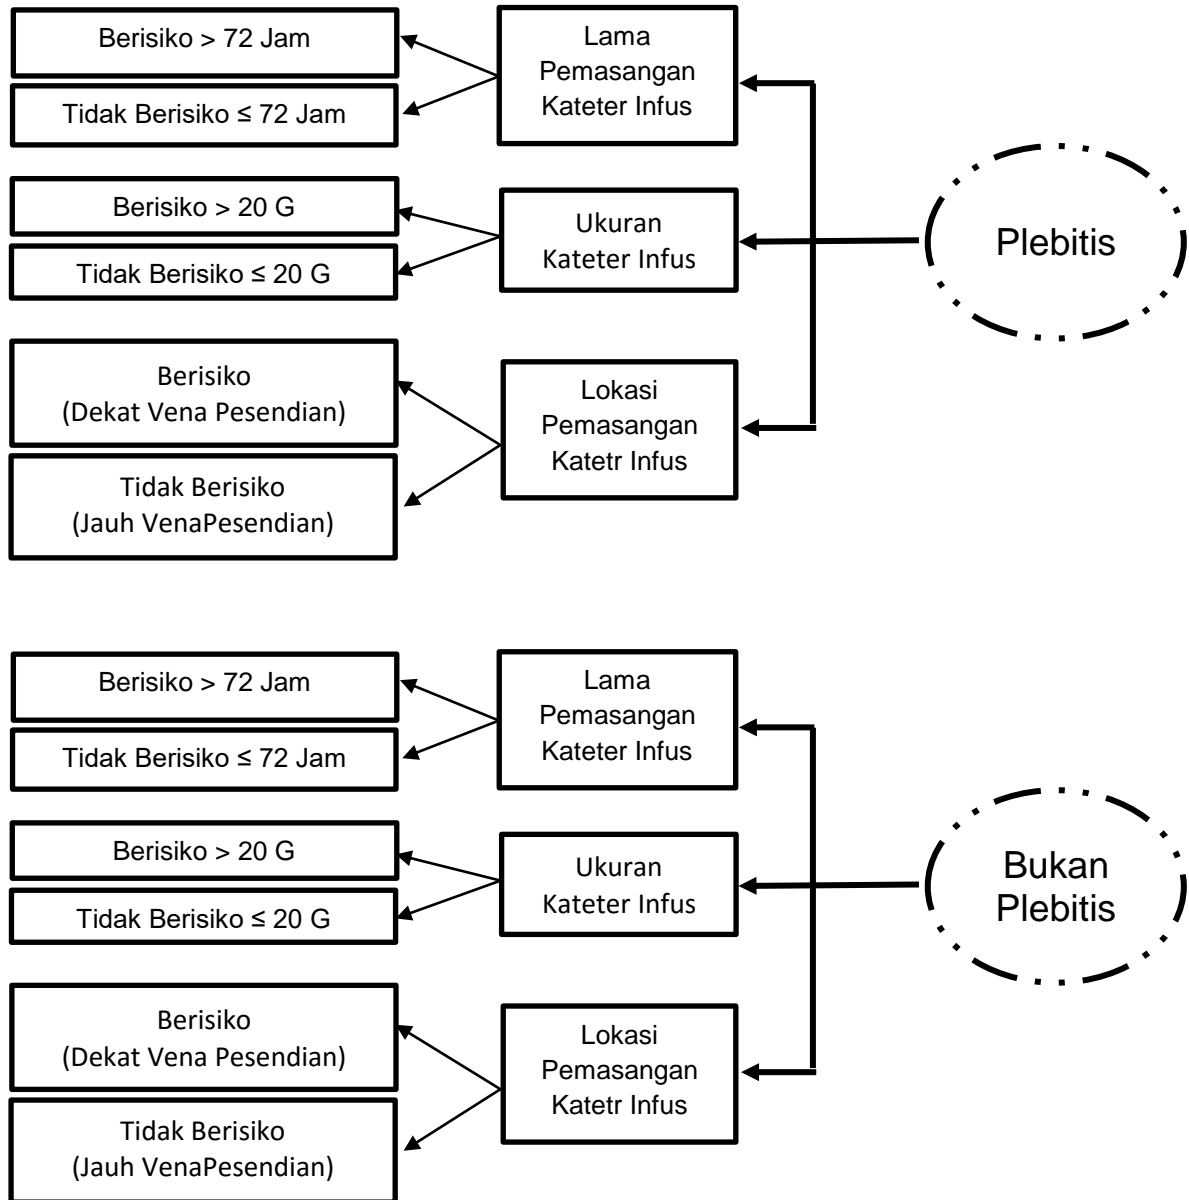 Berisiko > 72 Jam
Tidak Berisiko ≤ 72 Jam
Lama
Pemasangan
Kateter Infus
Berisiko > 20 G
Tidak Berisiko ≤ 20 G
Ukuran
Kateter Infus
Plebitis
Berisiko
(Dekat Vena Pesendian)
Tidak Berisiko
(Jauh VenaPesendian)
Lokasi
Pemasangan
Katetr Infus
Berisiko > 72 Jam
Tidak Berisiko ≤ 72 Jam
Lama
Pemasangan
Kateter Infus
Berisiko > 20 G
Tidak Berisiko ≤ 20 G
Ukuran
Kateter Infus
Bukan
Plebitis
Berisiko
(Dekat Vena Pesendian)
Tidak Berisiko
(Jauh VenaPesendian)
Lokasi
Pemasangan
Katetr Infus